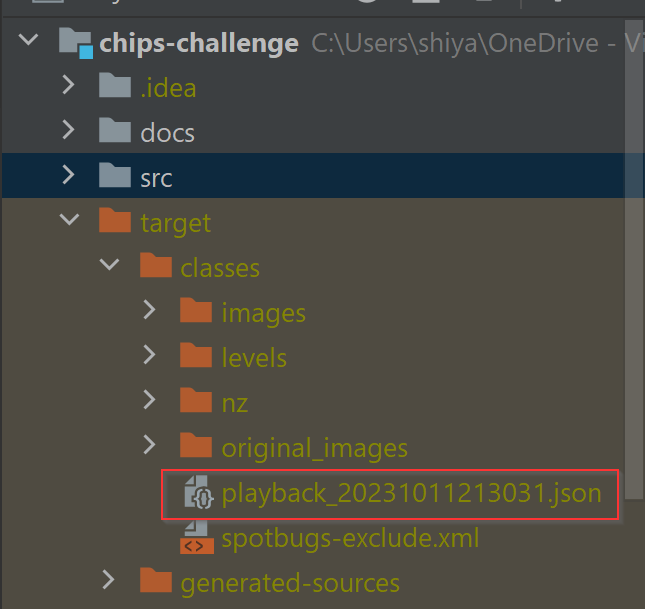 chips-challenge C:\Users\shiya\OneDrive - Vi
.idea
docs
src
target
classes
images
levels
nz
original_images
playback_20231011213031.json
spotbugs-exclude.xml
generated-sources